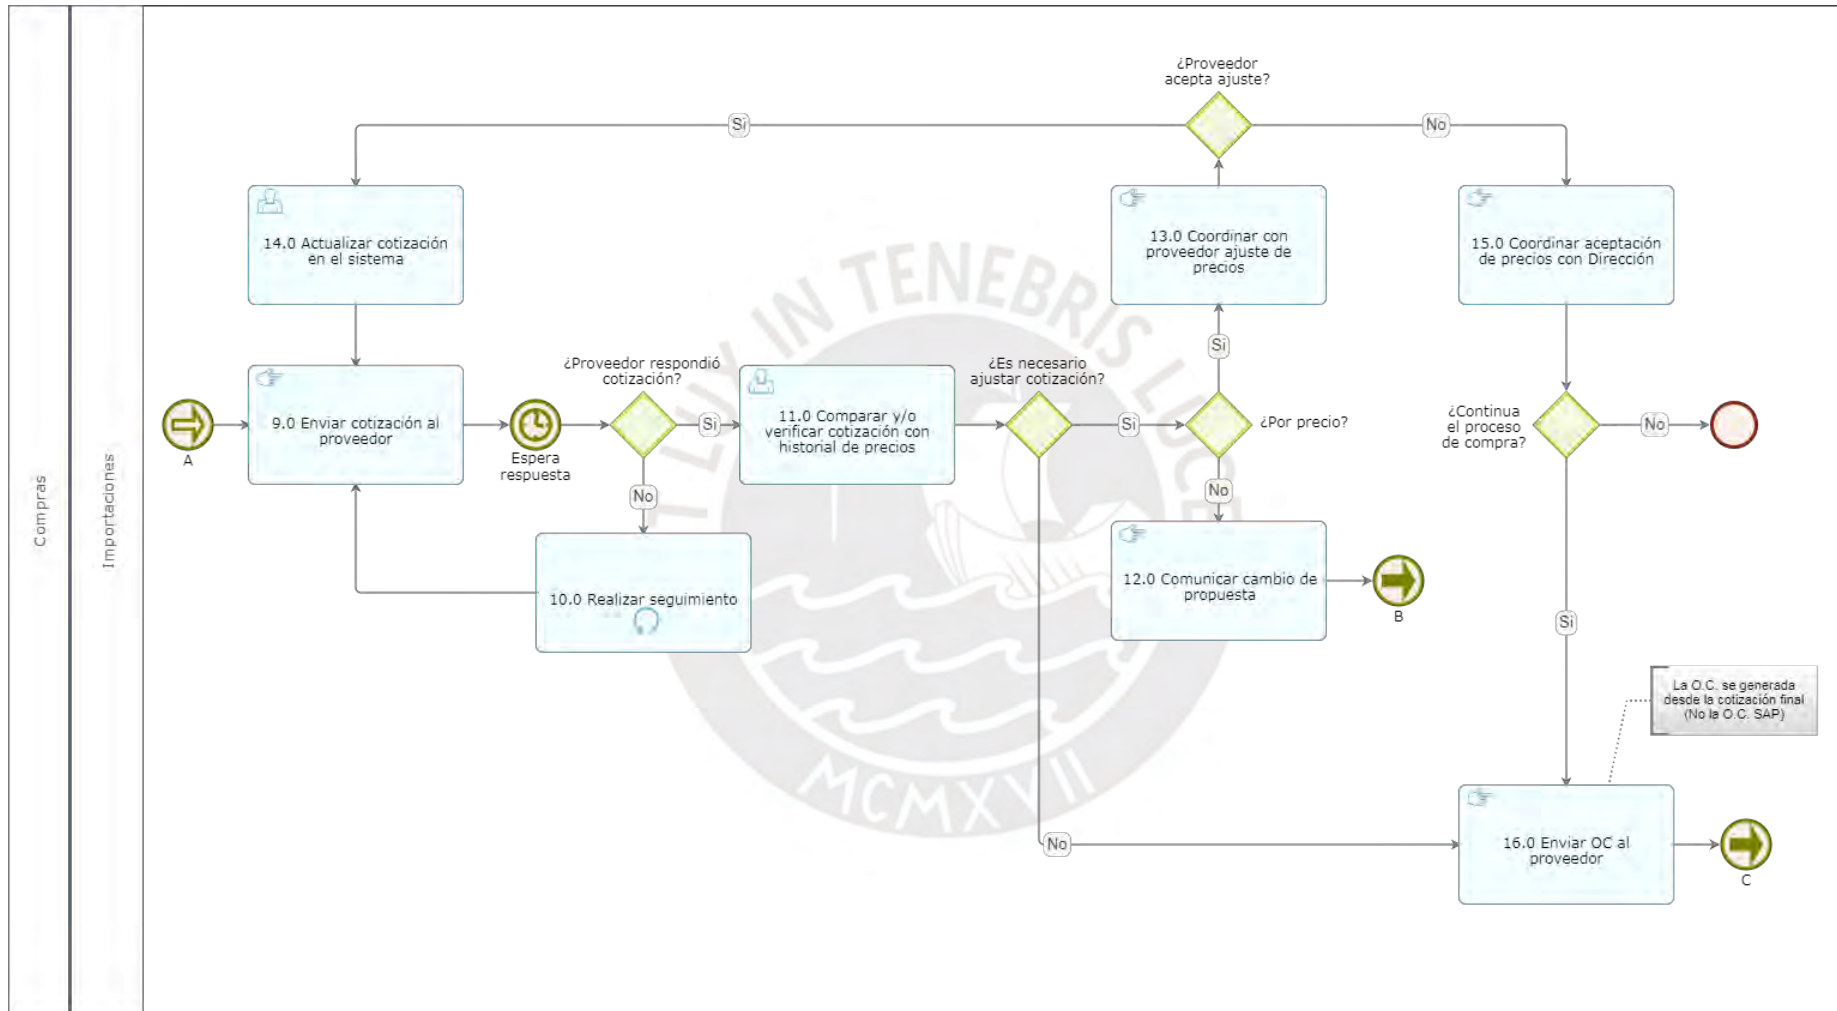 Compras
Importaciones
¿Proveedor
acepta ajuste?
Si
No
14.0 Actualizar cotización
en el sistema
13.0 Coordinar con
proveedor ajuste de
precios
15.0 Coordinar aceptación
de precios con Dirección
A
9.0 Enviar cotización al
proveedor
Espera
respuesta
¿Proveedor respondió
cotización?
Si
No
10.0 Realizar seguimiento
11.0 Comparar y/o
verificar cotización con
historial de precios
¿Es necesario
ajustar cotización?
Si
No
¿Por precio?
Si
No
12.0 Comunicar cambio de
propuesta
B
¿Continua
el proceso
de compra?
No
Si
La O.C. se generada
desde la cotización final
(No la O.C. SAP)
16.0 Enviar OC al
proveedor
C
T LUX IN TENEBRIS LUCE
MCMXVII